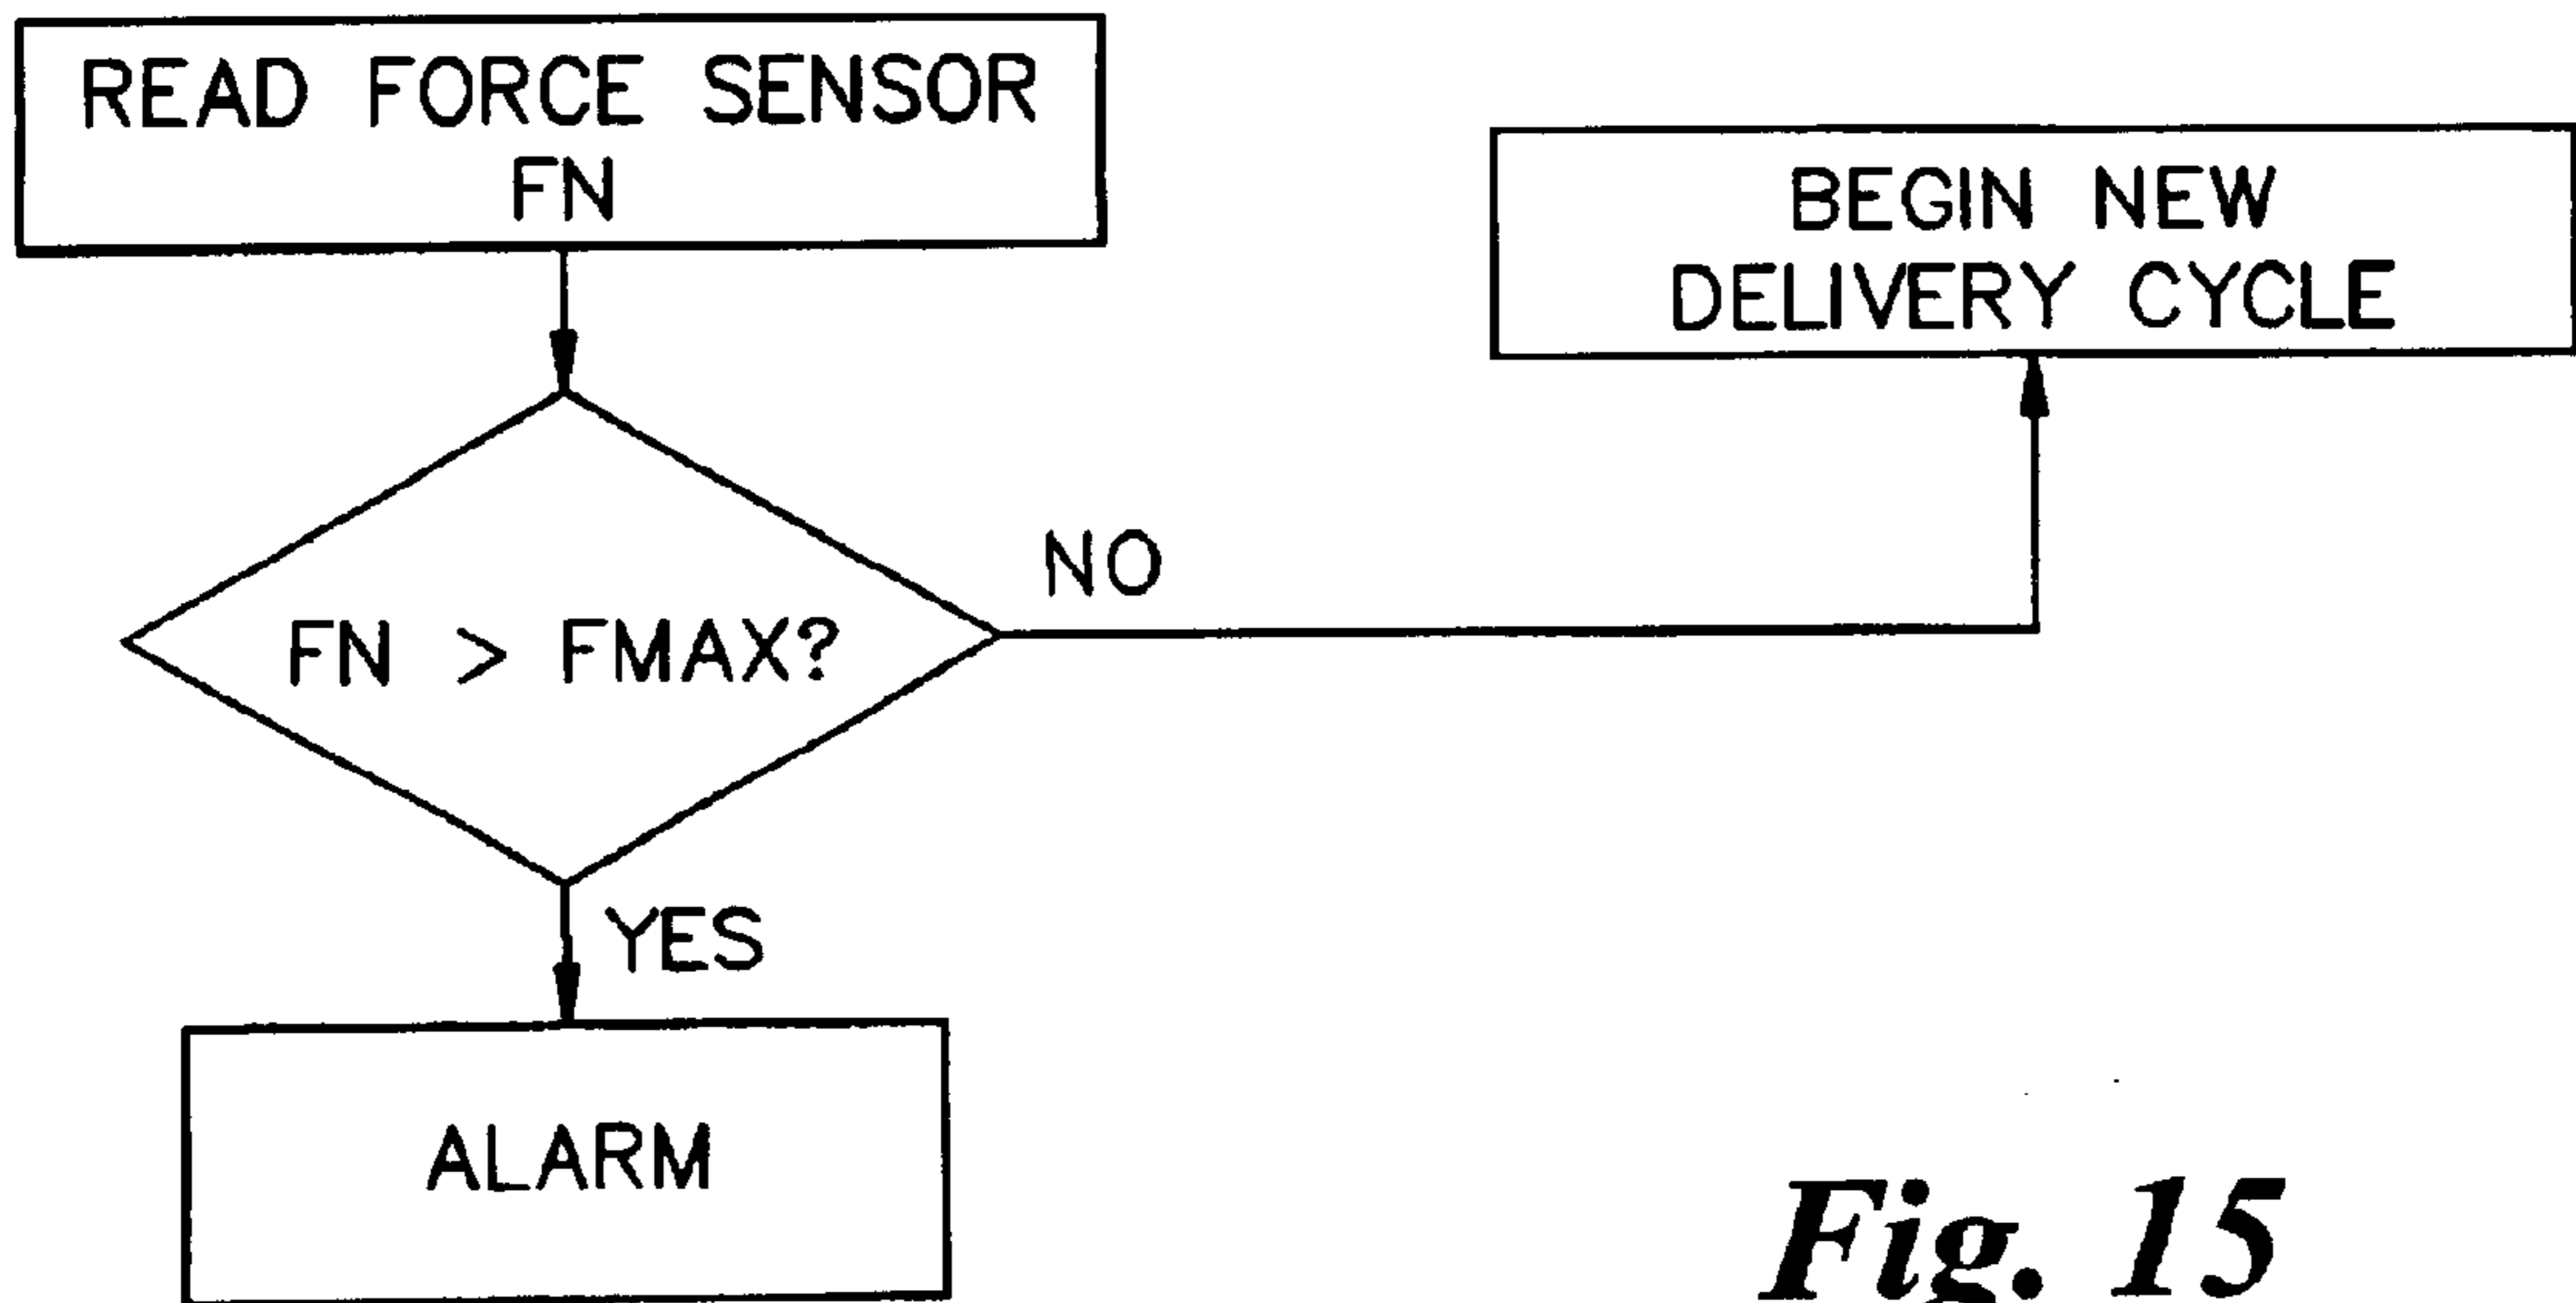 READ FORCE SENSOR
FN
BEGIN NEW
DELIVERY CYCLE
FN > FMAX?
NO
YES
ALARM
Fig. 15